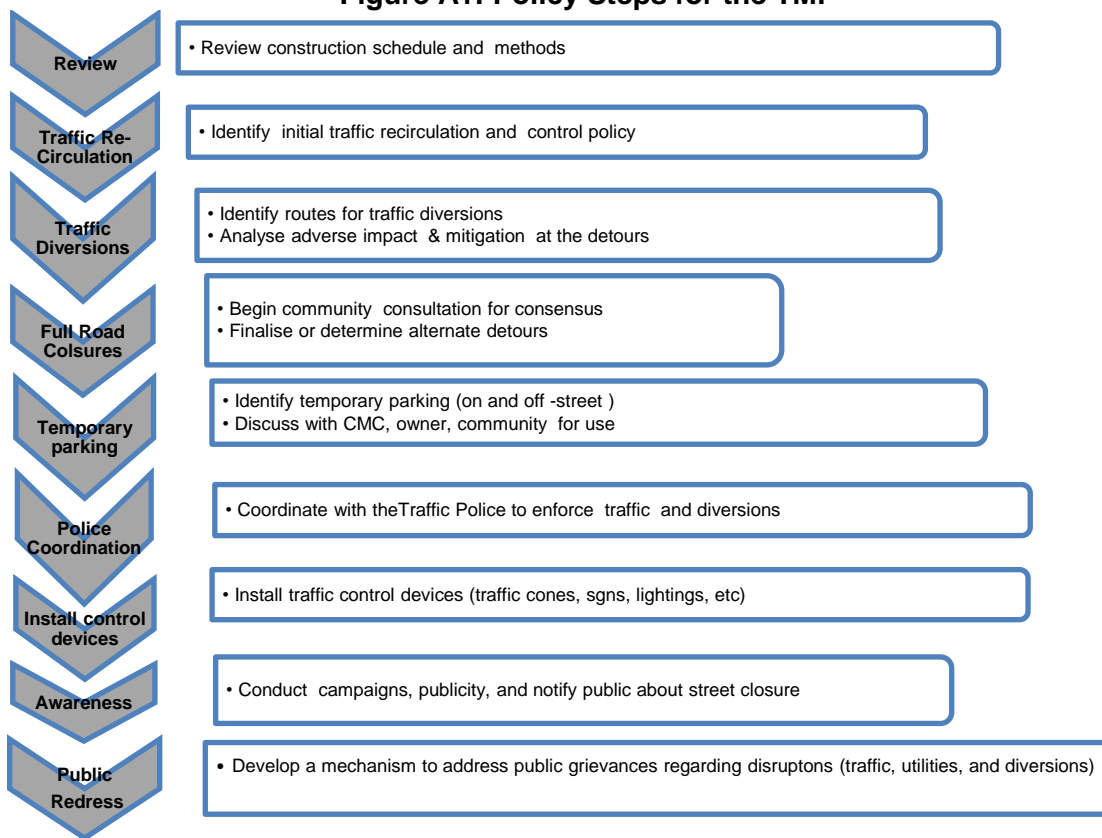 Figure A1: Policy Steps for the
Review
• Review construction schedule and methods
Traffic Re-
Circulation
• Identify initial traffic recirculation and control policy
Traffic
Diversions
• Identify routes for traffic diversions
• Analyse adverse impact & mitigation at the detours
Full Road
Colsures
• Begin community consultation for consensus
• Finalise or determine alternate detours
Temporary
parking
• Identify temporary parking (on and off -street )
• Discuss with CMC, owner, community for use
Police
Coordination
• Coordinate with theTraffic Police to enforce traffic and diversions
Install control
devices
• Install traffic control devices (traffic cones, sgns, lightings, etc)
Awareness
• Conduct campaigns, publicity, and notify public about street closure
Public
Redress
• Develop a mechanism to address public grievances regarding disruptons (traffic, utilities, and diversions)